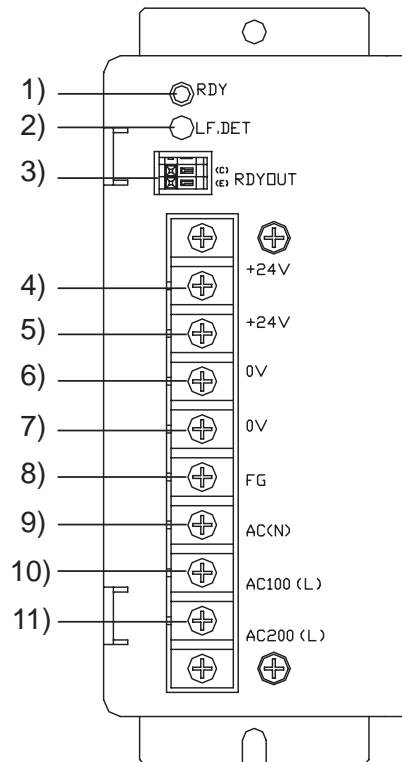 1) RDY
2) LF.DET
(C)
3) RDYOUT
(E)
+24V
4)
+24V
5)
6) 0V
7) 0V
8) FG
9) AC(N)
10) AC100 (L)
11) AC200 (L)